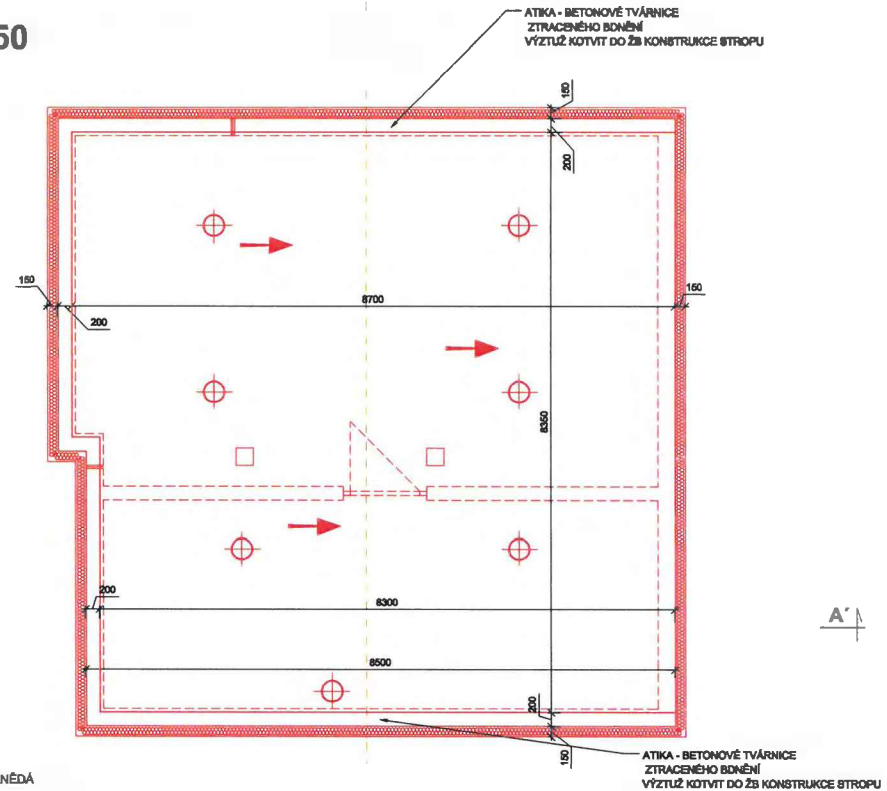 50
ATIKA - BETONOVÉ TVÁRNICE
ZTRACENÉHO BDNĚNÍ
VÝZTUŽ KOTVIT DO ŽB KONSTRUKCE STROPU
150
200
150
8700
150
200
8350
200
8300
A´
8500
200
150
ATIKA - BETONOVÉ TVÁRNICE
ZTRACENÉHO BDNĚNÍ
VÝZTUŽ KOTVIT DO ŽB KONSTRUKCE STROPU
NĚDÁ